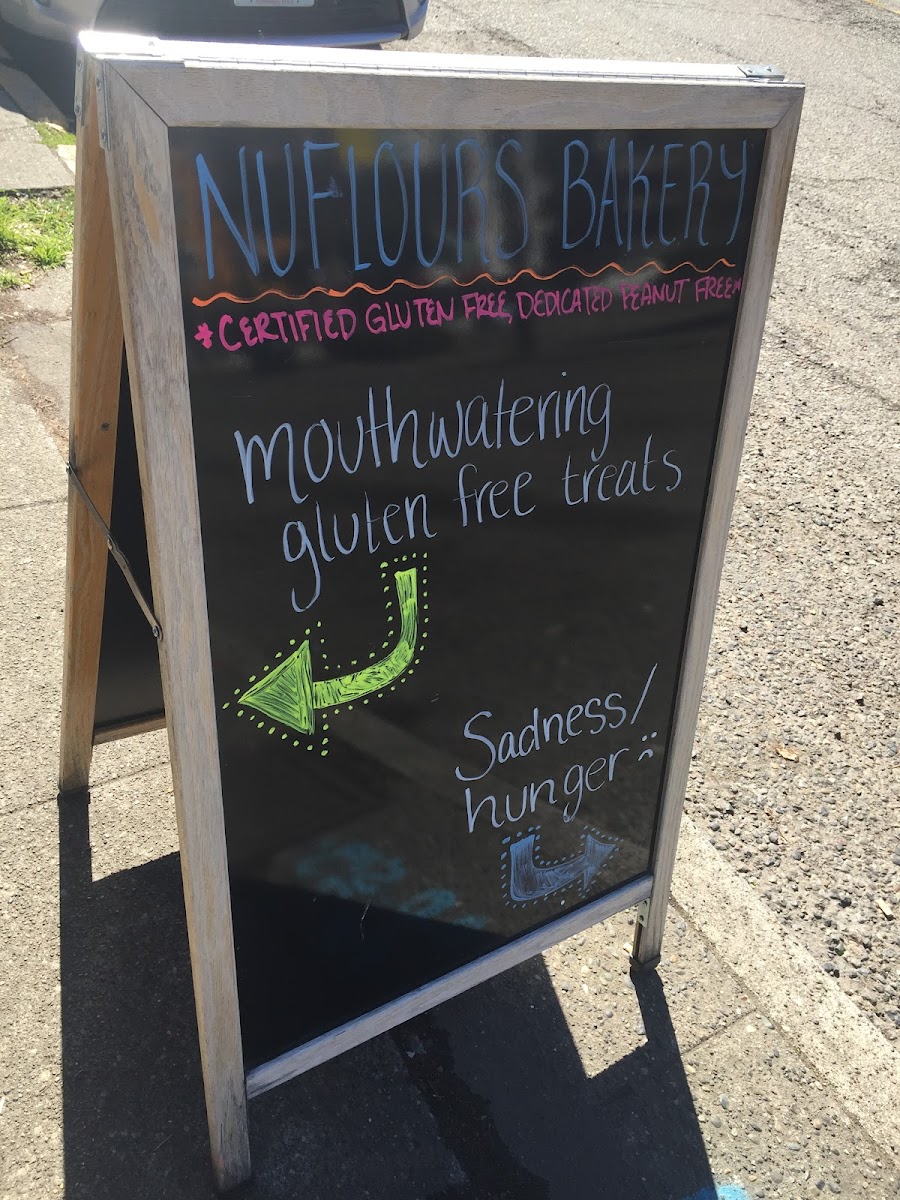 NUFLOURS BAKERY
*CERTIFIED GLUTEN FREE, DEDICATED PEANUT FREE*
mouthwatering
gluten free treats
Sadness/
hunger :(